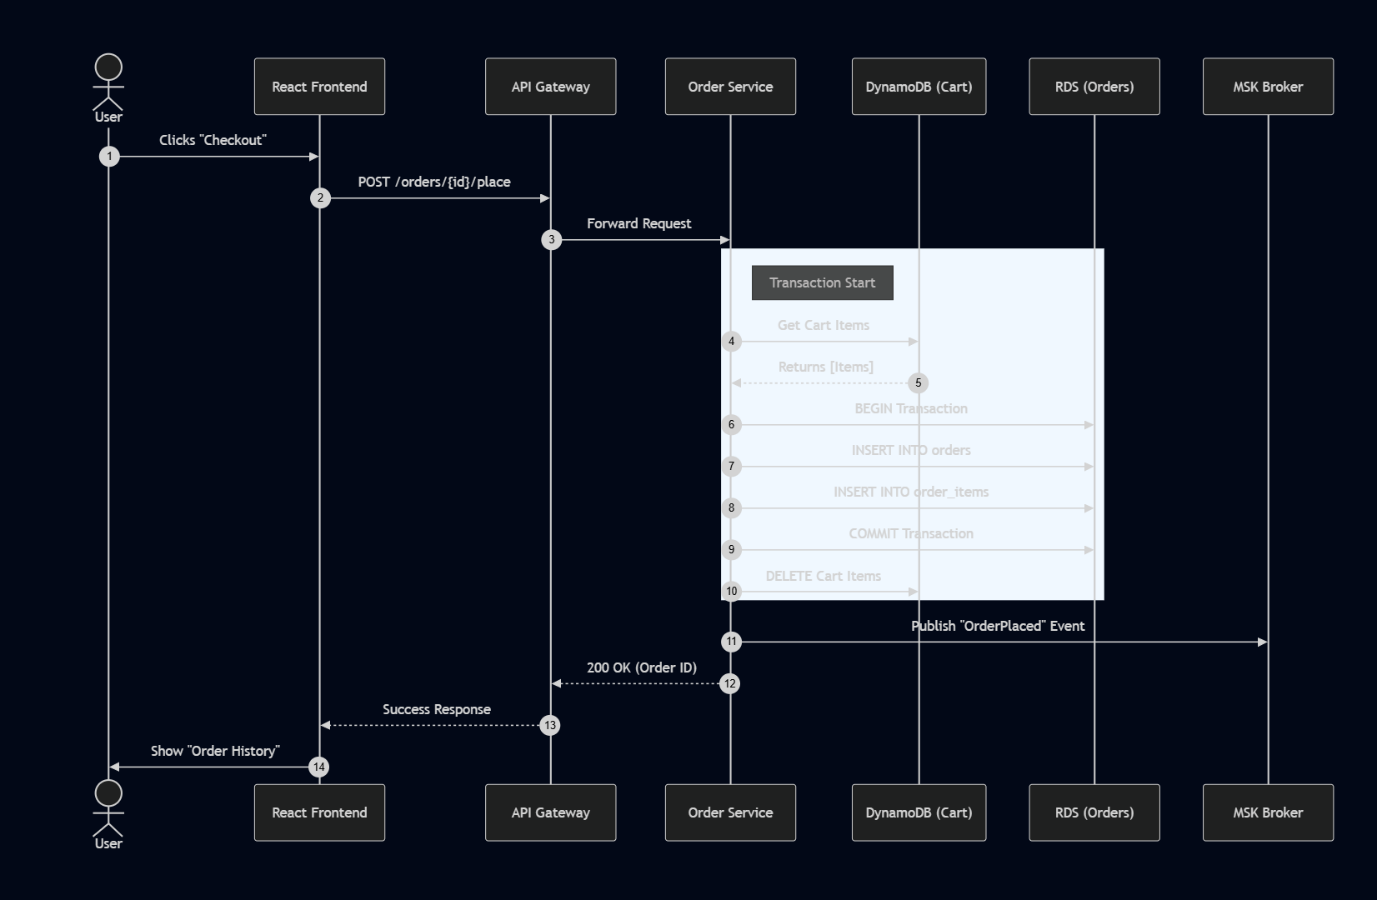 React Frontend
API Gateway
Order Service
DynamoDB (Cart)
RDS (Orders)
MSK Broker
User
Clicks "Checkout"
1
POST /orders/{id}/place
2
Forward Request
3
Transaction Start
Get Cart Items
4
Returns [Items]
5
BEGIN Transaction
6
INSERT INTO orders
7
INSERT INTO order_items
8
COMMIT Transaction
9
DELETE Cart Items
10
Publish "OrderPlaced" Event
11
200 OK (Order ID)
12
Success Response
13
Show "Order History"
14
React Frontend
API Gateway
Order Service
DynamoDB (Cart)
RDS (Orders)
MSK Broker
User